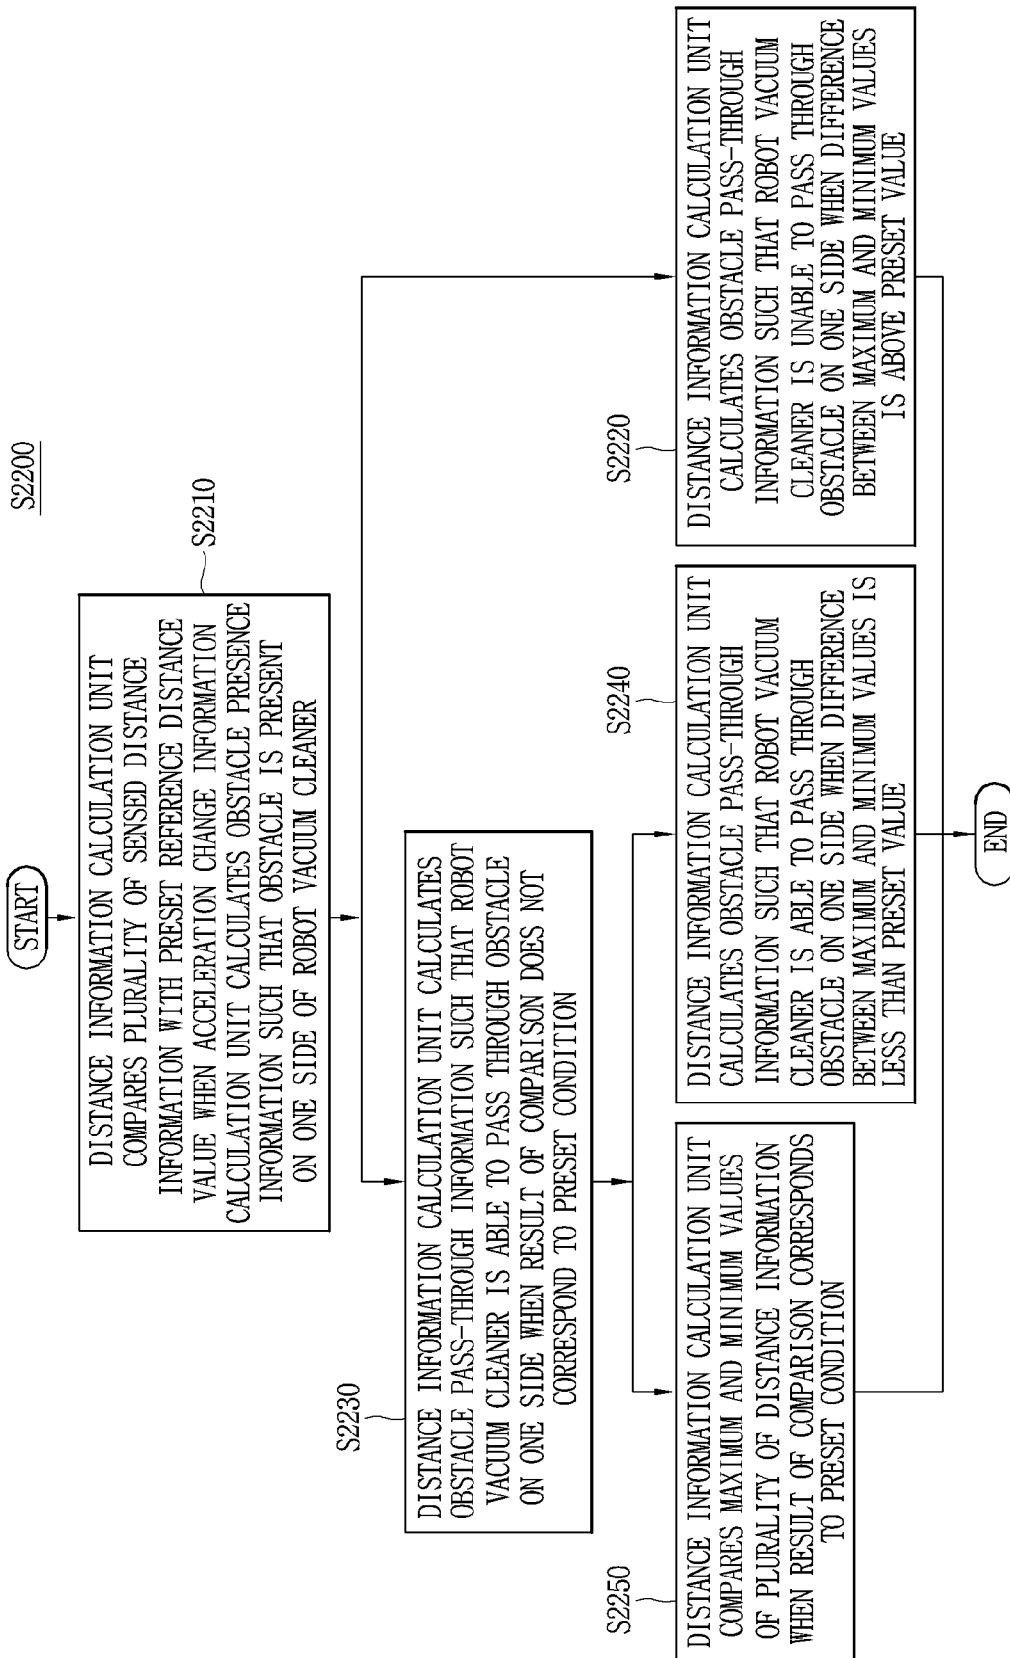 S2200
START
DISTANCE INFORMATION CALCULATION UNIT
COMPARES PLURALITY OF SENSED DISTANCE
INFORMATION WITH PRESET REFERENCE DISTANCE
VALUE WHEN ACCELERATION CHANGE INFORMATION
CALCULATION UNIT CALCULATES OBSTACLE PRESENCE
INFORMATION SUCH THAT OBSTACLE IS PRESENT
ON ONE SIDE OF ROBOT VACUUM CLEANER
S2210
S2230
DISTANCE INFORMATION CALCULATION UNIT CALCULATES
OBSTACLE PASS-THROUGH INFORMATION SUCH THAT ROBOT
VACUUM CLEANER IS ABLE TO PASS THROUGH OBSTACLE
ON ONE SIDE WHEN RESULT OF COMPARISON DOES NOT
CORRESPOND TO PRESET CONDITION
S2250
DISTANCE INFORMATION CALCULATION UNIT
COMPARES MAXIMUM AND MINIMUM VALUES
OF PLURALITY OF DISTANCE INFORMATION
WHEN RESULT OF COMPARISON CORRESPONDS
TO PRESET CONDITION
S2240
DISTANCE INFORMATION CALCULATION UNIT
CALCULATES OBSTACLE PASS-THROUGH
INFORMATION SUCH THAT ROBOT VACUUM
CLEANER IS ABLE TO PASS THROUGH
OBSTACLE ON ONE SIDE WHEN DIFFERENCE
BETWEEN MAXIMUM AND MINIMUM VALUES IS
LESS THAN PRESET VALUE
S2220
DISTANCE INFORMATION CALCULATION UNIT
CALCULATES OBSTACLE PASS-THROUGH
INFORMATION SUCH THAT ROBOT VACUUM
CLEANER IS UNABLE TO PASS THROUGH
OBSTACLE ON ONE SIDE WHEN DIFFERENCE
BETWEEN MAXIMUM AND MINIMUM VALUES
IS ABOVE PRESET VALUE
END